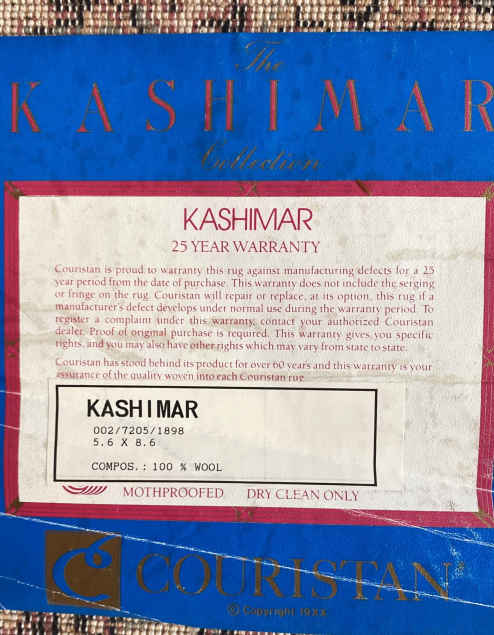 The
KASHIMAR
Collection
KASHIMAR
25 YEAR WARRANTY
Couristan is proud to warranty this rug against manufacturing defects for a 25
year period from the date of purchase. This warranty does not include the serging
or fringe on the rug. Couristan will repair or replace, at its option, this rug if a
manufacturer's defect develops under normal use during the warranty period. To
register a complaint under this warranty, contact your authorized Couristan
dealer. Proof of original purchase is required. This warranty gives you specific
rights, and you may also have other rights which may vary from state to state.
Couristan has stood behind its product for over 60 years and this warranty is your
assurance of the quality woven into each Couristan rug
KASHIMAR
002/7205/1898
5.6 X 8.6
COMPOS.: 100 % WOOL
MOTHPROOFED DRY CLEAN ONLY
COURISTAN
© Copyright 19XX